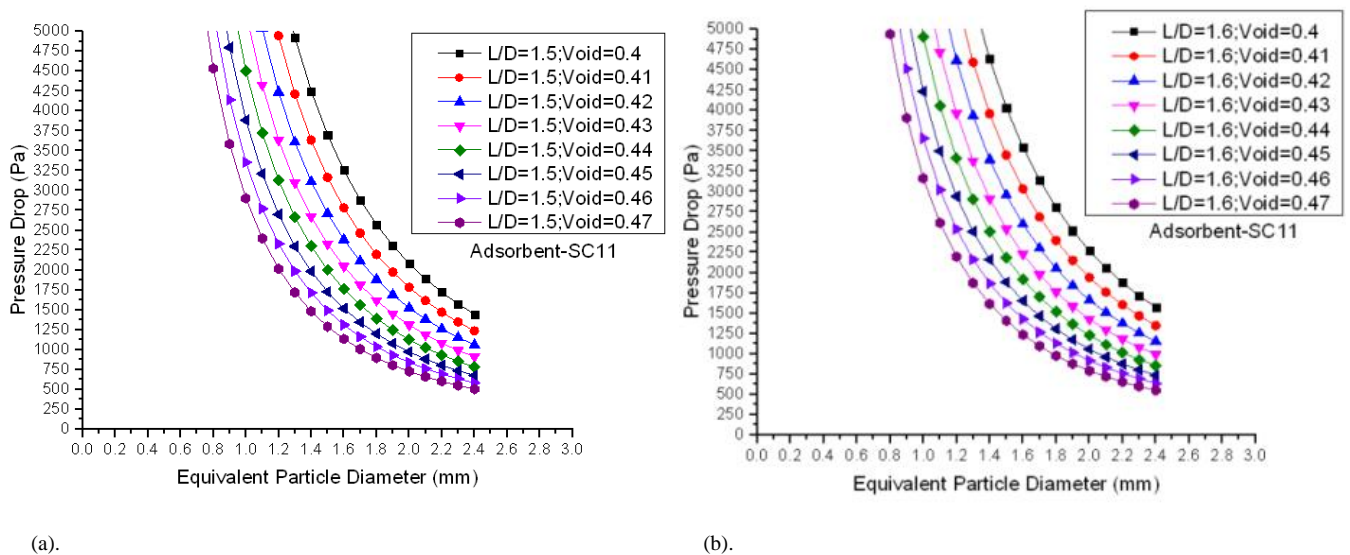 5000
4750
4500
4250
4000
3750
3500
3250
3000
2750
2500
2250
2000
1750
1500
1250
1000
750
500
250
0
Pressure Drop (Pa)
0.0 0.2 0.4 0.6 0.8 1.0 1.2 1.4 1.6 1.8 2.0 2.2 2.4 2.6 2.8 3.0
Equivalent Particle Diameter (mm)
L/D=1.5;Void=0.4
L/D=1.5;Void=0.41
L/D=1.5;Void=0.42
L/D=1.5;Void=0.43
L/D=1.5;Void=0.44
L/D=1.5;Void=0.45
L/D=1.5;Void=0.46
L/D=1.5;Void=0.47
Adsorbent-SC11
(a).
5000
4750
4500
4250
4000
3750
3500
3250
3000
2750
2500
2250
2000
1750
1500
1250
1000
750
500
250
0
Pressure Drop (Pa)
0.0 0.2 0.4 0.6 0.8 1.0 1.2 1.4 1.6 1.8 2.0 2.2 2.4 2.6 2.8 3.0
Equivalent Particle Diameter (mm)
L/D=1.6;Void=0.4
L/D=1.6;Void=0.41
L/D=1.6;Void=0.42
L/D=1.6;Void=0.43
L/D=1.6;Void=0.44
L/D=1.6;Void=0.45
L/D=1.6;Void=0.46
L/D=1.6;Void=0.47
Adsorbent-SC11
(b).